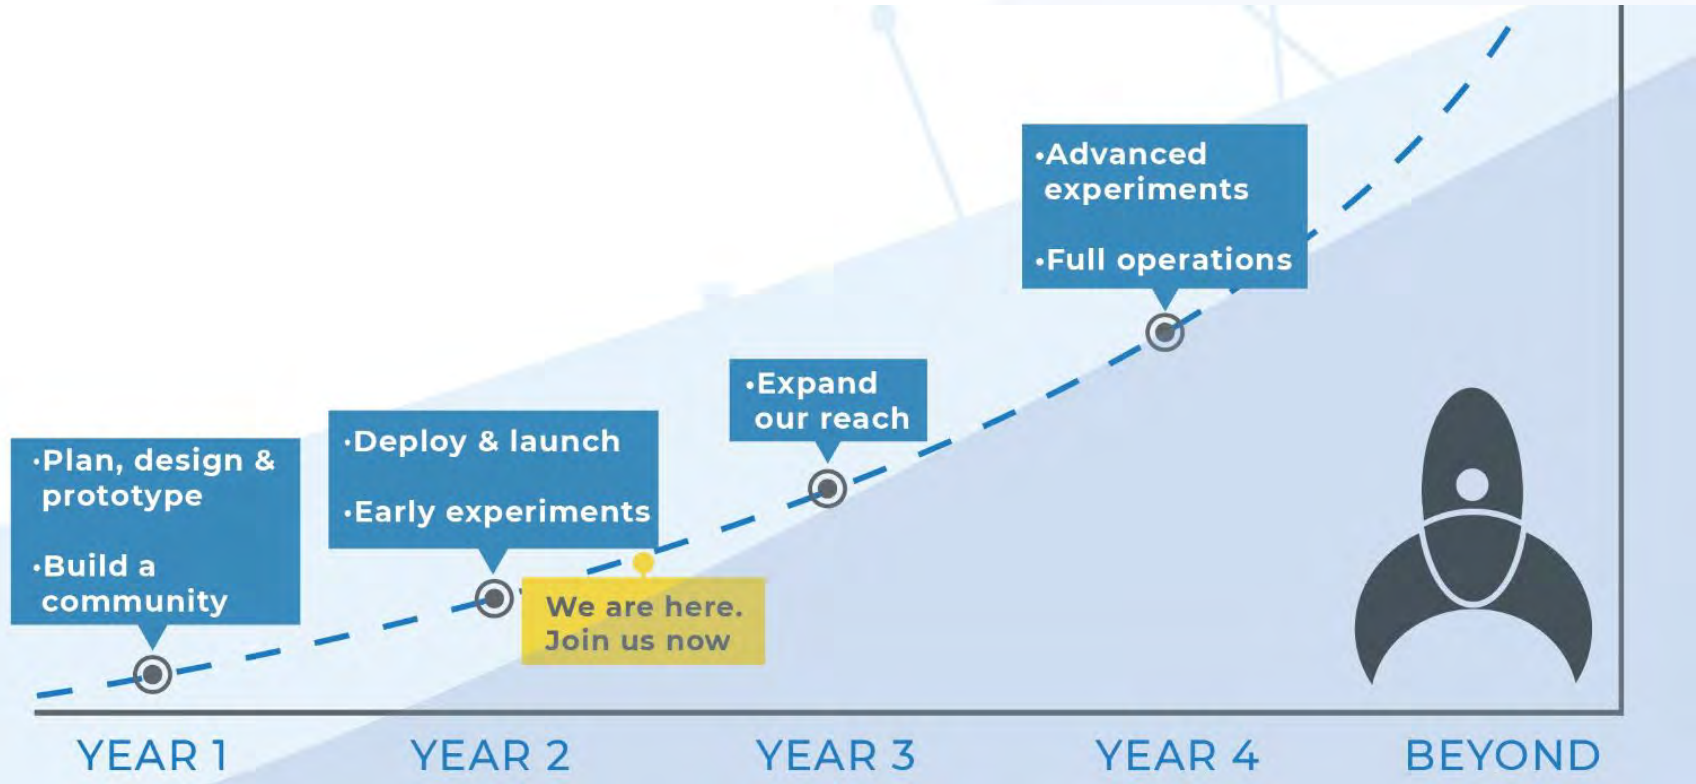 •Plan, design &
prototype
•Build a
community
•Deploy & launch
•Early experiments
We are here.
Join us now
•Expand
our reach
•Advanced
experiments
•Full operations
YEAR 1
YEAR 2
YEAR 3
YEAR 4
BEYOND